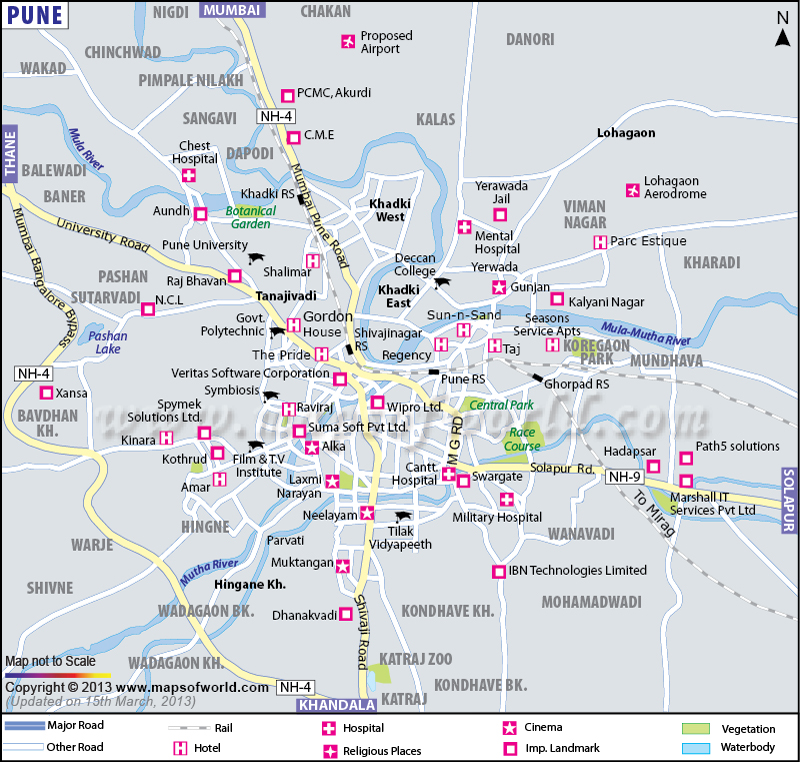 PUNE
NIGDI
MUMBAI
CHAKAN
N
CHINCHWAD
Proposed
Airport
DANORI
WAKAD
PIMPALE NILAKH
PCMC, Akurdi
SANGAVI
NH-4
C.M.E
KALAS
Lohagaon
THANE
Mula River
Chest
Hospital
DAPODI
BALEWADI
BANER
Khadki RS
Mumbai Pune Road
Yerawada
Jail
Lohagaon
Aerodrome
Aundh
Botanical
Garden
Khadki
West
VIMAN
NAGAR
Mental
Hospital
Parc Estique
University Road
Pune University
Deccan
College
Yerwada
KHARADI
Mumbai Bangalore Bypass
PASHAN
Shalimar
Raj Bhavan
Gunjan
SUTARVADI
N.C.L
Tanajivadi
Khadki
East
Kalyani Nagar
Govt.
Polytechnic
Gordon
House
Shivajinagar
RS
Sun-n-Sand
Seasons
Service Apts
Mula-Mutha River
Pashan
Lake
The Pride
Regency
Taj
KOREGAON
PARK
MUNDHAVA
NH-4
Veritas Software Corporation
Pune RS
Ghorpad RS
Xansa
Symbiosis
BAVDHAN
KH.
Spymek
Solutions Ltd.
Raviraj
Wipro Ltd.
Central Park
www.mapsofworld.com
Suma Soft Pvt Ltd.
M G RD
Race
Course
Kinara
Alka
Kothrud
Film & T.V
Institute
Cantt.
Hospital
Solapur Rd.
Hadapsar
Path5 solutions
NH-9
Amar
Laxmi
Narayan
Swargate
Marshall IT
Services Pvt Ltd
SOLAPUR
HINGNE
Neelayam
Military Hospital
To Mirag
Tilak
Vidyapeeth
WANAVADI
WARJE
Parvati
Mutha River
Muktangan
IBN Technologies Limited
SHIVNE
Hingane Kh.
WADAGAON BK.
Dhanakvadi
Shivaji Road
KONDHAVE KH.
MOHAMADWADI
WADAGAON KH.
KATRAJ ZOO
Map not to Scale
Copyright © 2013 www.mapsofworld.com
(Updated on 15th March, 2013)
NH-4
KONDHAVE BK.
KATRAJ
KHANDALA
Major Road
Rail
Hospital
Cinema
Vegetation
Other Road
Hotel
Religious Places
Imp. Landmark
Waterbody